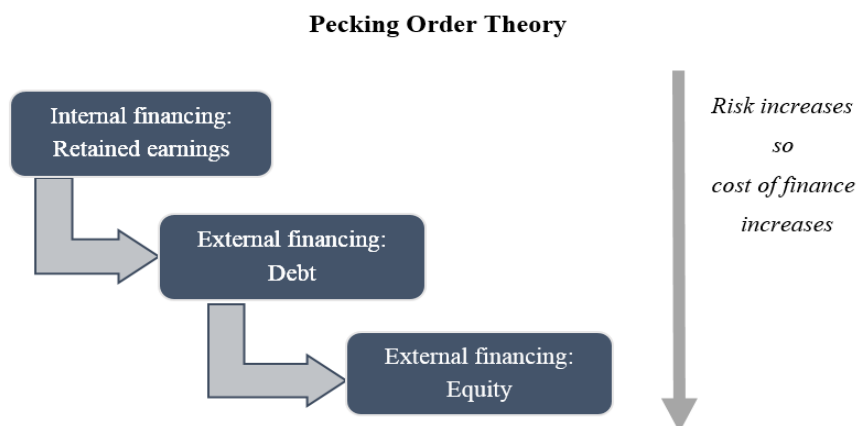 Pecking Order Theory
Internal financing:
Retained earnings
External financing:
Debt
External financing:
Equity
Risk increases
so
cost of finance
increases